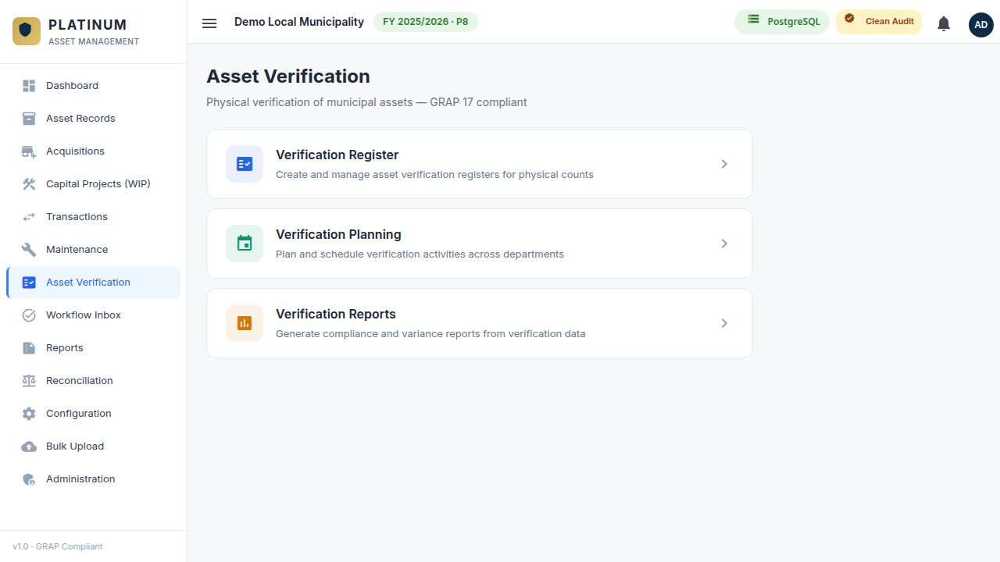 PLATINUM
ASSET MANAGEMENT
Dashboard
Asset Records
Acquisitions
Capital Projects (WIP)
Transactions
Maintenance
Asset Verification
Workflow Inbox
Reports
Reconciliation
Configuration
Bulk Upload
Administration
v1.0 · GRAP Compliant
Demo Local Municipality
FY 2025/2026 · P8
PostgreSQL
Clean Audit
AD
Asset Verification
Physical verification of municipal assets — GRAP 17 compliant
Verification Register
Create and manage asset verification registers for physical counts
Verification Planning
Plan and schedule verification activities across departments
Verification Reports
Generate compliance and variance reports from verification data